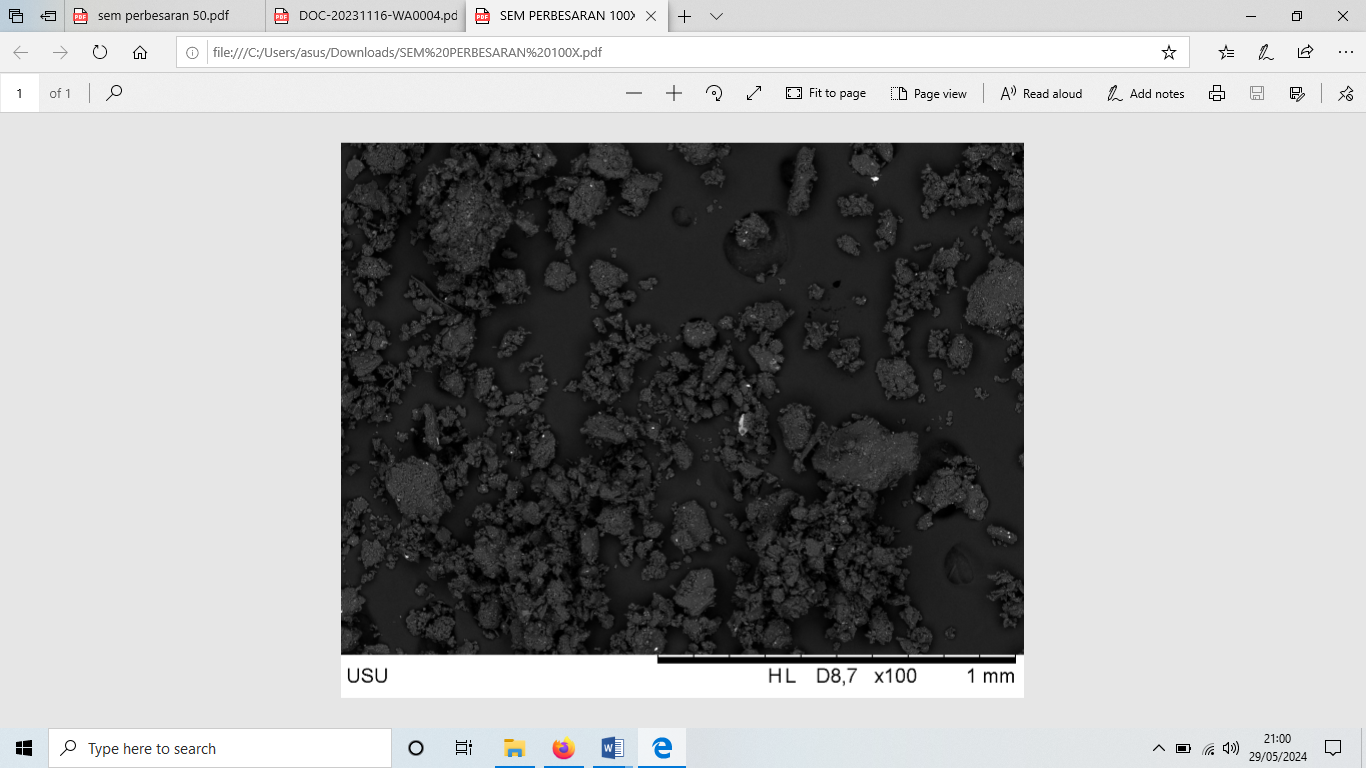 sem perbesaran 50.pdf
DOC-20231116-WA0004.pd
SEM PERBESARAN 100X
file:///C:/Users/asus/Downloads/SEM%20PERBESARAN%20100X.pdf
1 of 1
Fit to page
Page view
Read aloud
Add notes
USU HL D8,7 x100 1 mm
Type here to search
21:00
29/05/2024